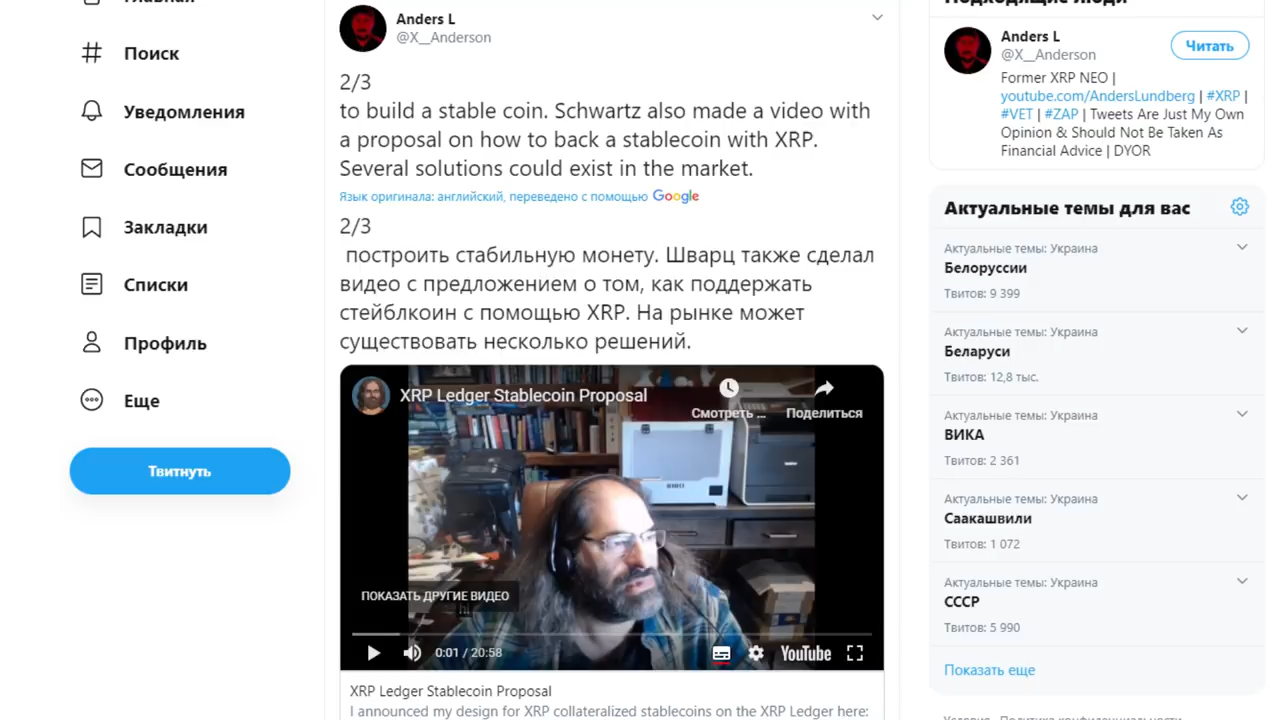 Главная
Поиск
Уведомления
Сообщения
Закладки
Списки
Профиль
Еще
Твитнуть
Anders L
@X__Anderson
2/3
to build a stable coin. Schwartz also made a video with
a proposal on how to back a stablecoin with XRP.
Several solutions could exist in the market.
Язык оригинала: английский, переведено с помощью Google
2/3
построить стабильную монету. Шварц также сделал
видео с предложением о том, как поддержать
стейблкоин с помощью XRP. На рынке может
существовать несколько решений.
XRP Ledger Stablecoin Proposal
Смотреть ...
Поделиться
ПОКАЗАТЬ ДРУГИЕ ВИДЕО
0:01 / 20:58
YouTube
XRP Ledger Stablecoin Proposal
I announced my design for XRP collateralized stablecoins on the XRP Ledger here:
Подходящие люди
Anders L
@X__Anderson
Читать
Former XRP NEO |
youtube.com/AndersLundberg | #XRP |
#VET | #ZAP | Tweets Are Just My Own
Opinion & Should Not Be Taken As
Financial Advice | DYOR
Актуальные темы для вас
Актуальные темы: Украина
Белоруссии
Твитов: 9 399
Актуальные темы: Украина
Беларуси
Твитов: 12,8 тыс.
Актуальные темы: Украина
ВИКА
Твитов: 2 361
Актуальные темы: Украина
Саакашвили
Твитов: 1 072
Актуальные темы: Украина
СССР
Твитов: 5 990
Показать еще
Условия Политика конфиденциальности